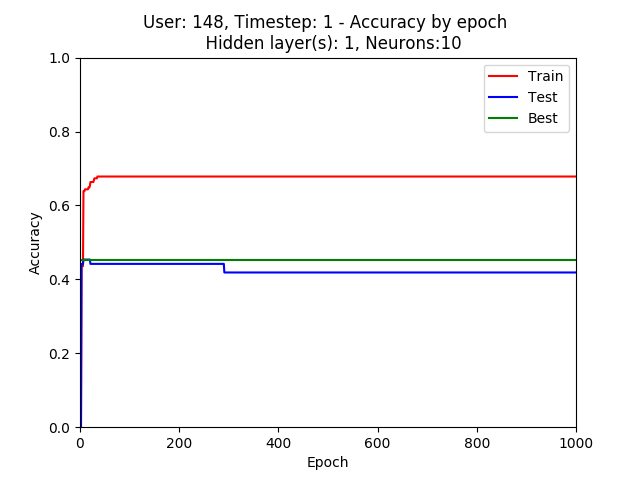 User: 148, Timestep: 1 - Accuracy by epoch
Hidden layer(s): 1, Neurons:10
1.0
0.8
0.6
0.4
0.2
0.0
Accuracy
Train
Test
Best
0 200 400 600 800 1000
Epoch